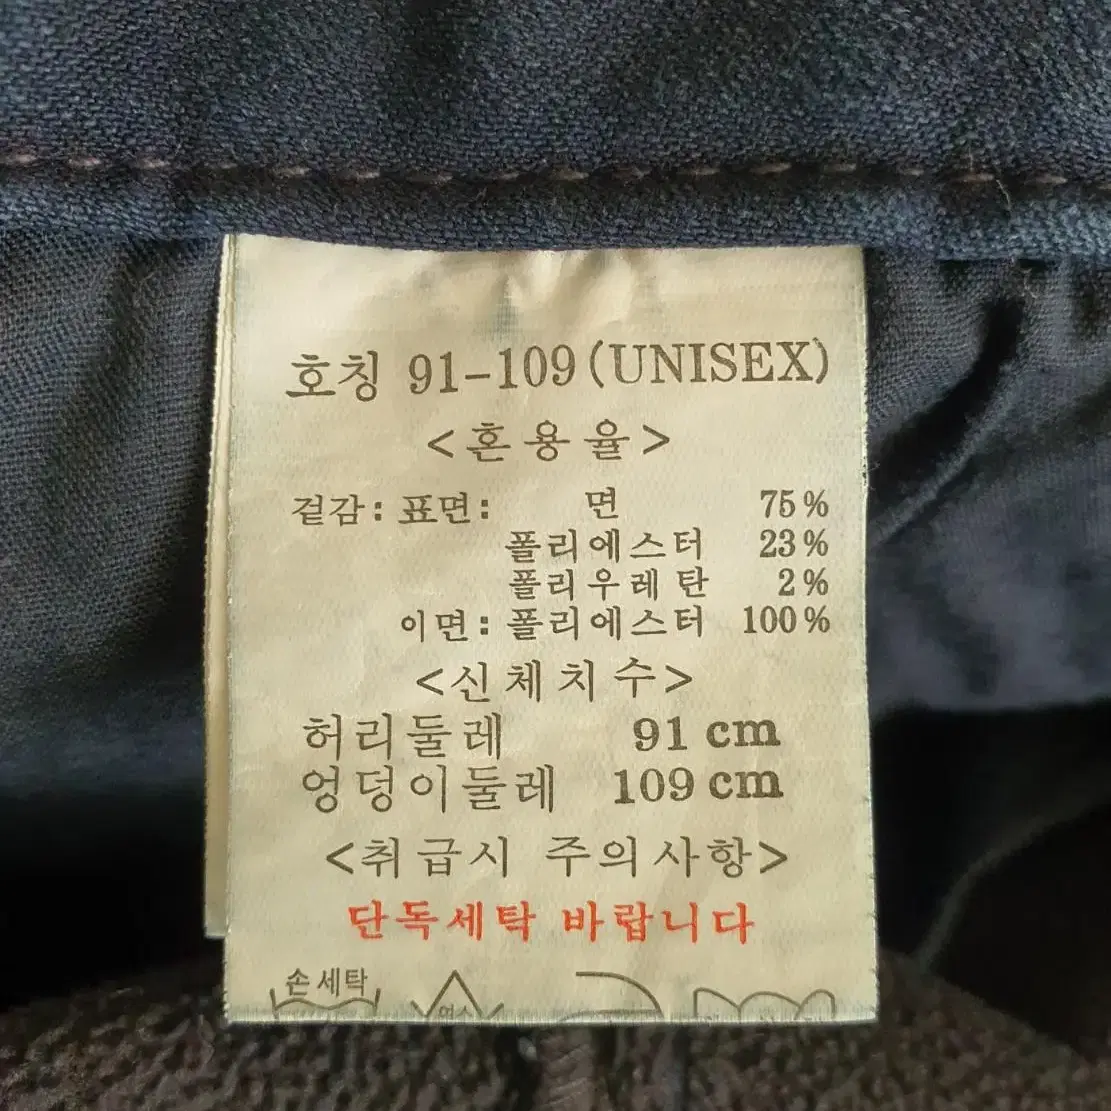 호칭 91-109(UNISEX)
<혼용율>
겉감: 표면: 면 75%
폴리에스터 23%
폴리우레탄 2%
이면: 폴리에스터 100%
<신체치수>
허리둘레 91 cm
엉덩이둘레 109 cm
<취급시 주의사항>
단독세탁 바랍니다
손세탁